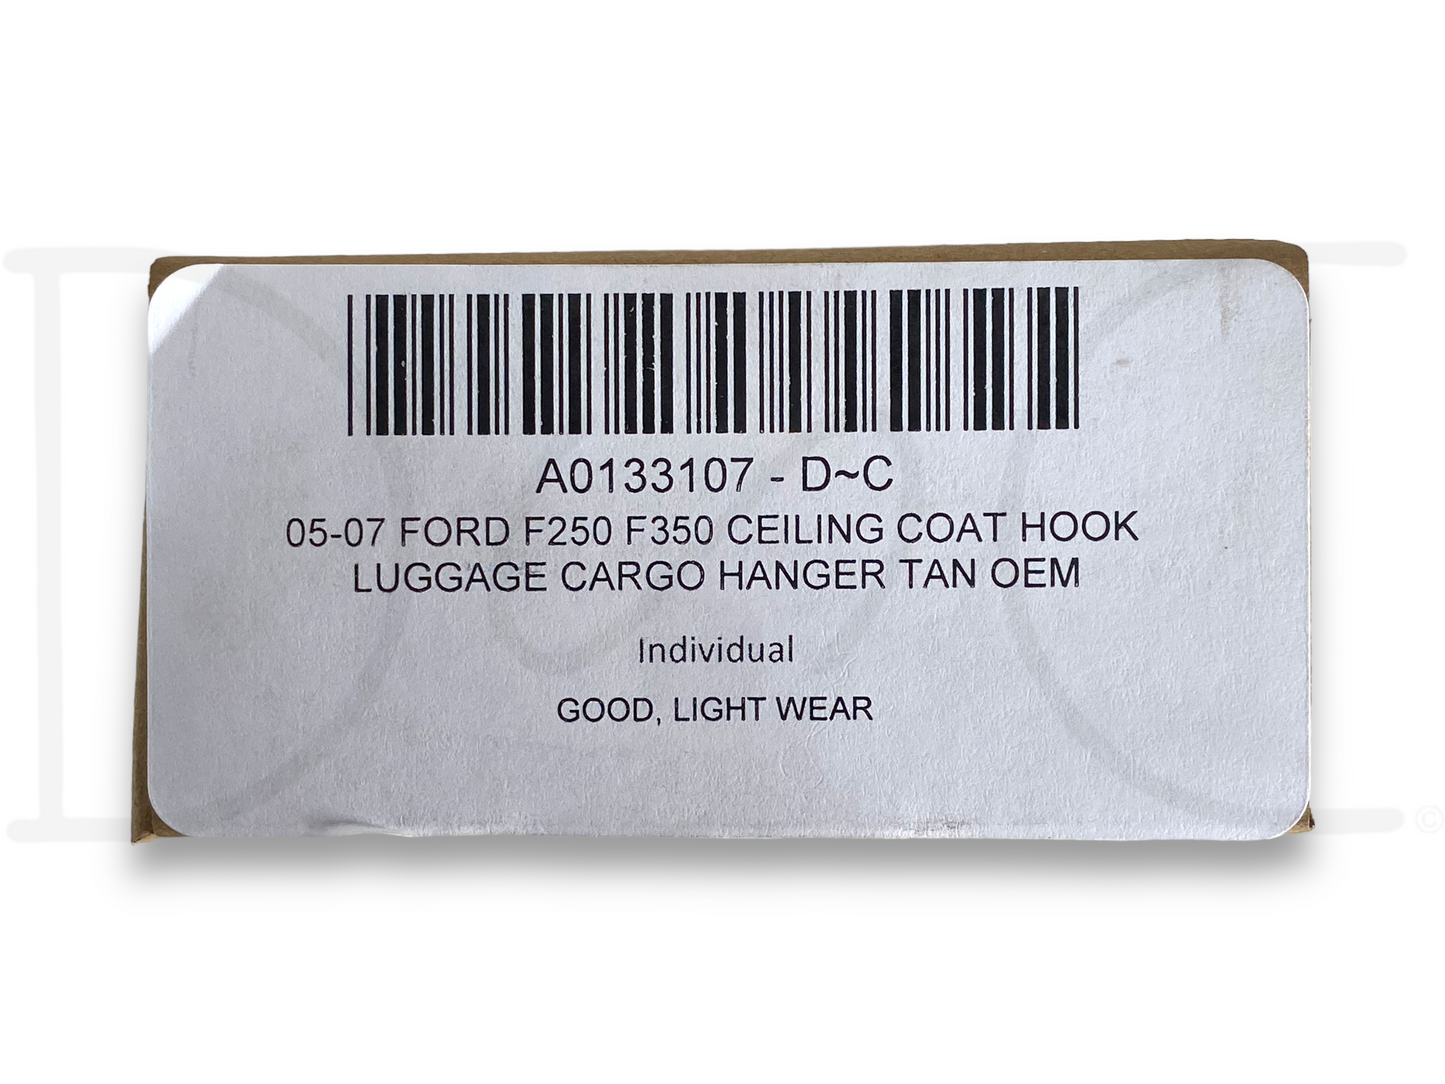 A0133107 - D~C
05-07 FORD F250 F350 CEILING COAT HOOK
LUGGAGE CARGO HANGER TAN OEM
Individual
GOOD, LIGHT WEAR
©